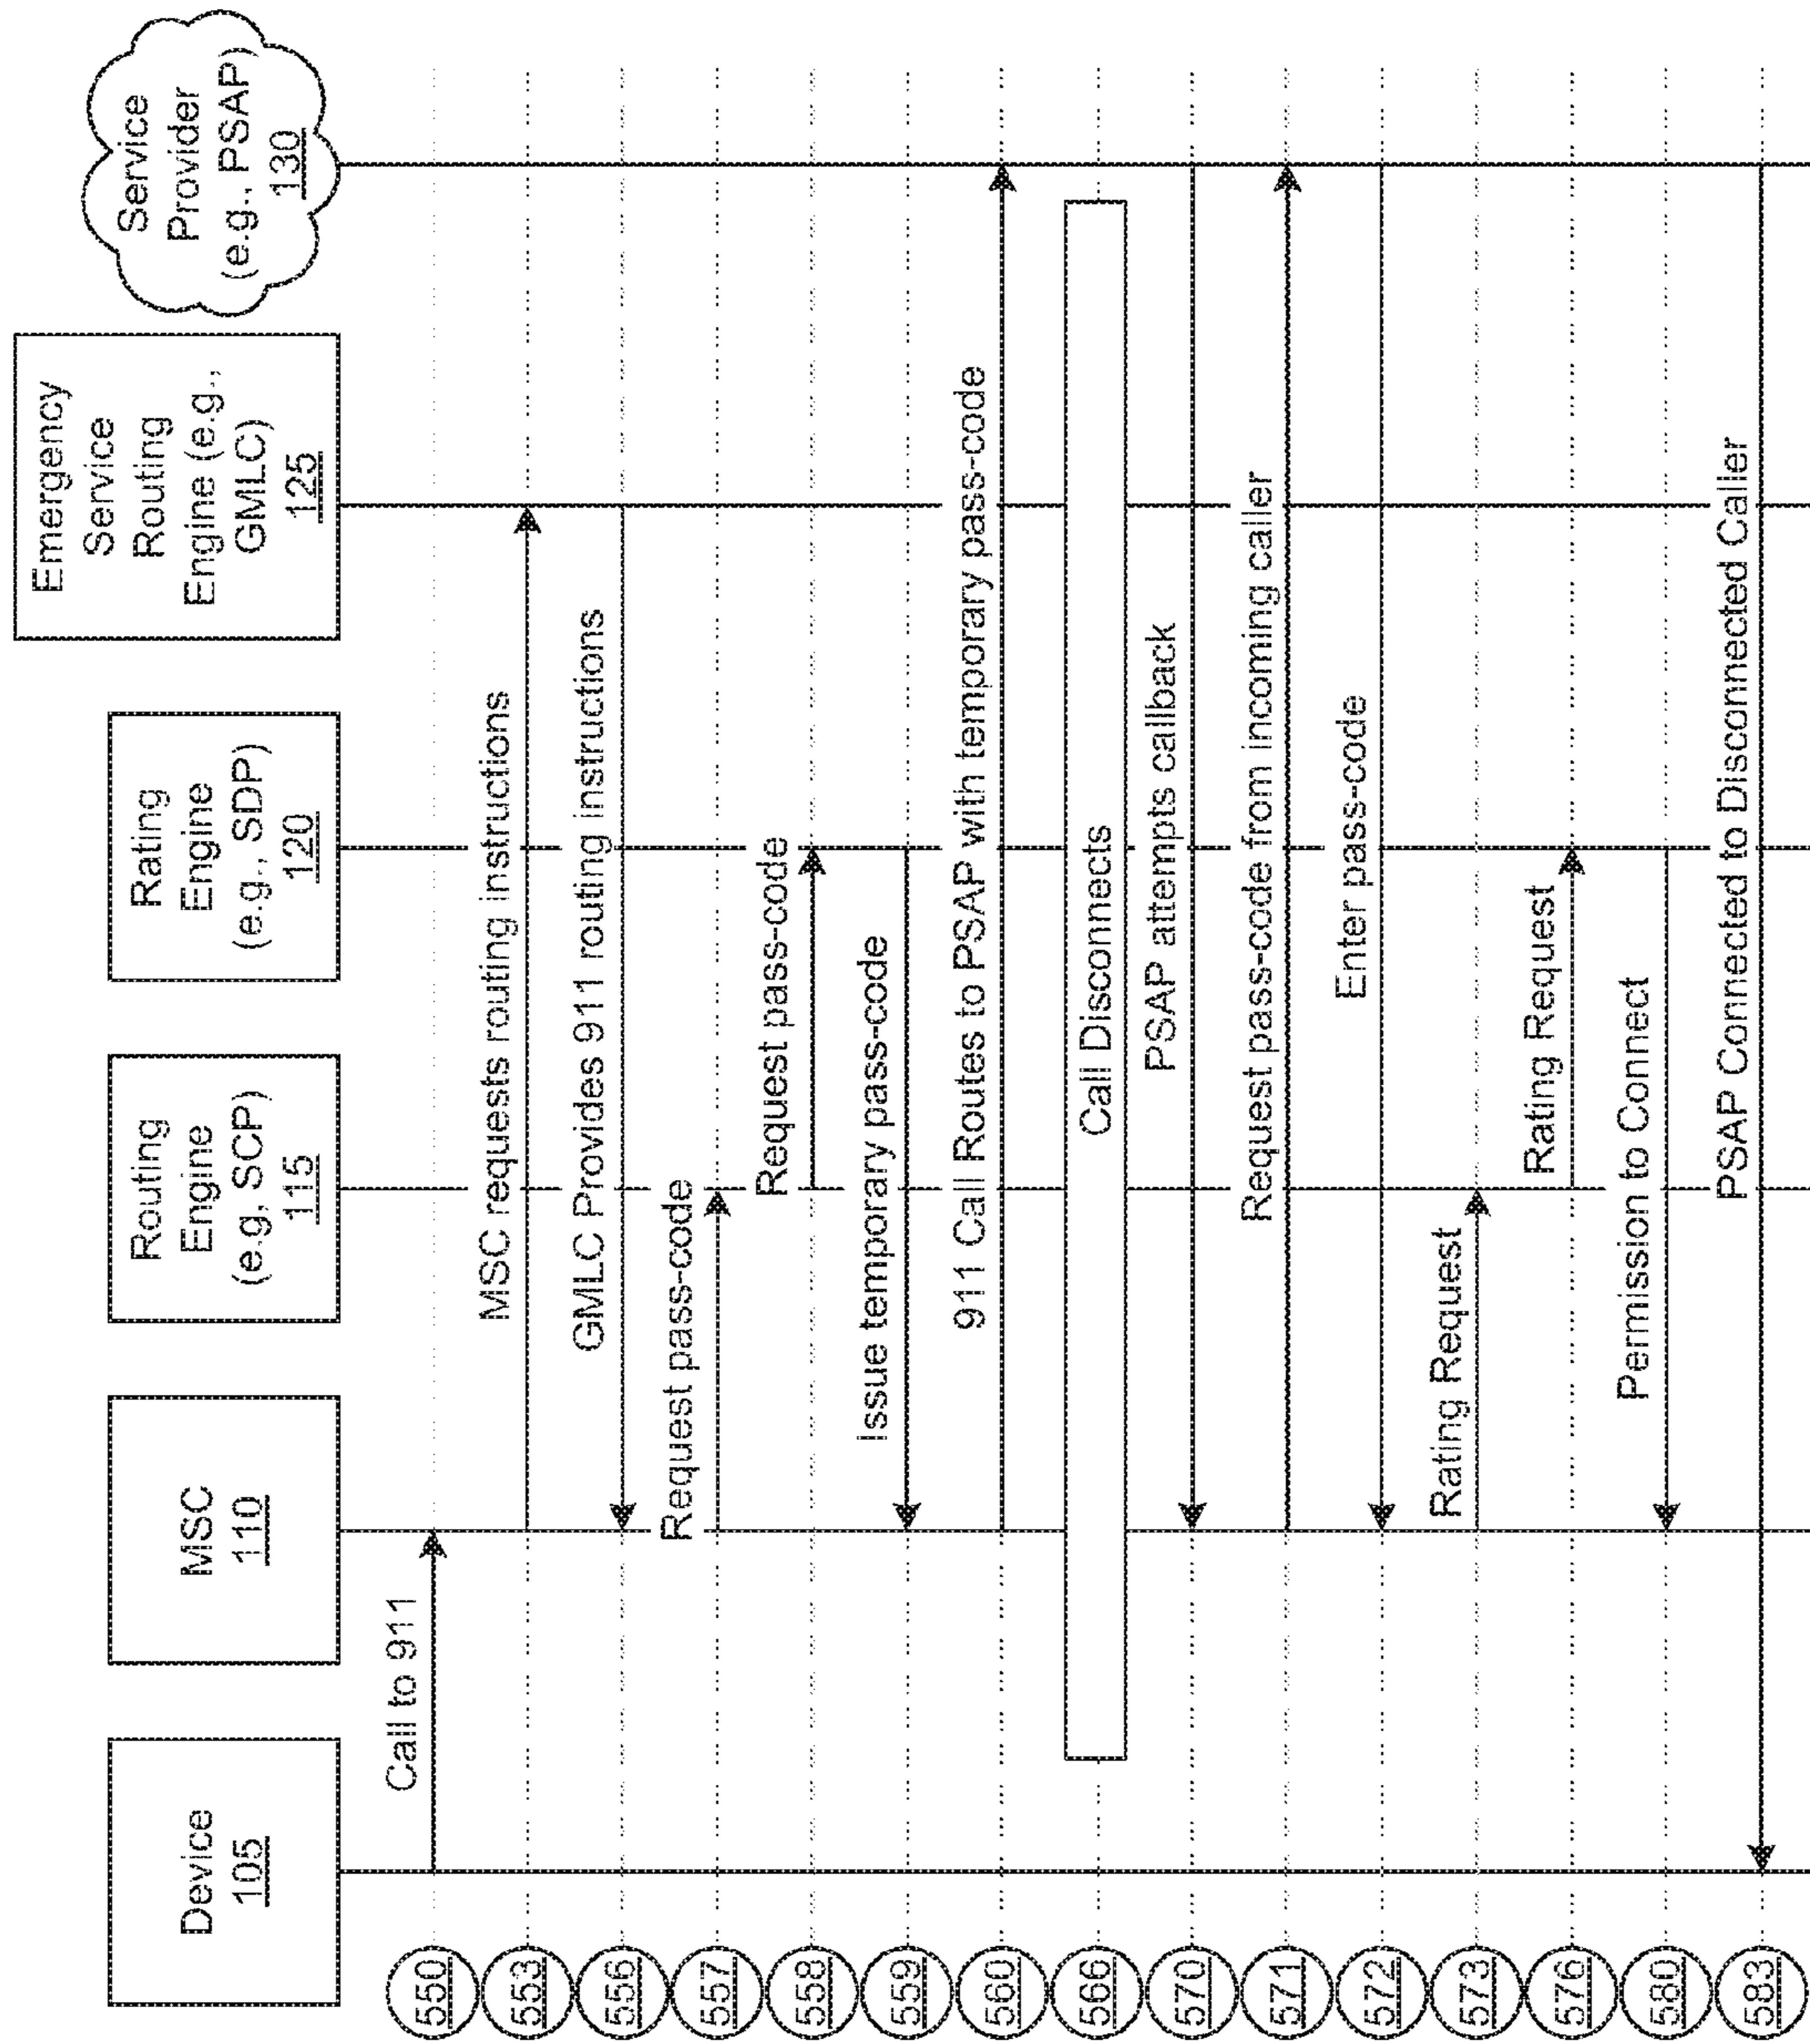 Device
105
MSC
110
Routing
Engine
(e.g, SCP)
115
Rating
Engine
(e.g., SDP)
120
Emergency
Service
Routing
Engine (e.g.,
GMLC)
125
Service
Provider
(e.g., PSAP)
130
550
Call to 911
553
MSC requests routing instructions
556
GMLC Provides 911 routing instructions
557
Request pass-code
558
Request pass-code
559
Issue temporary pass-code
560
911 Call Routes to PSAP with temporary pass-code
566
Call Disconnects
570
PSAP attempts callback
571
Request pass-code from incoming caller
572
Enter pass-code
573
Rating Request
576
Rating Request
580
Permission to Connect
583
PSAP Connected to Disconnected Caller